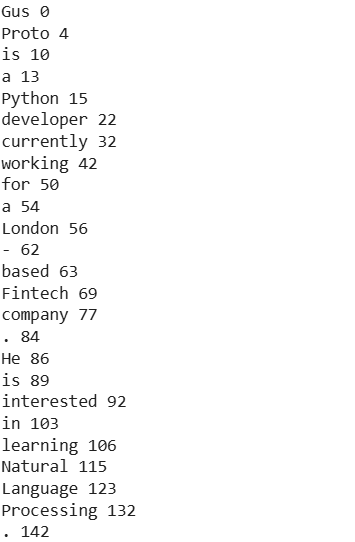 Gus 0
Proto 4
is 10
a 13
Python 15
developer 22
currently 32
working 42
for 50
a 54
London 56
- 62
based 63
Fintech 69
company 77
. 84
He 86
is 89
interested 92
in 103
learning 106
Natural 115
Language 123
Processing 132
. 142